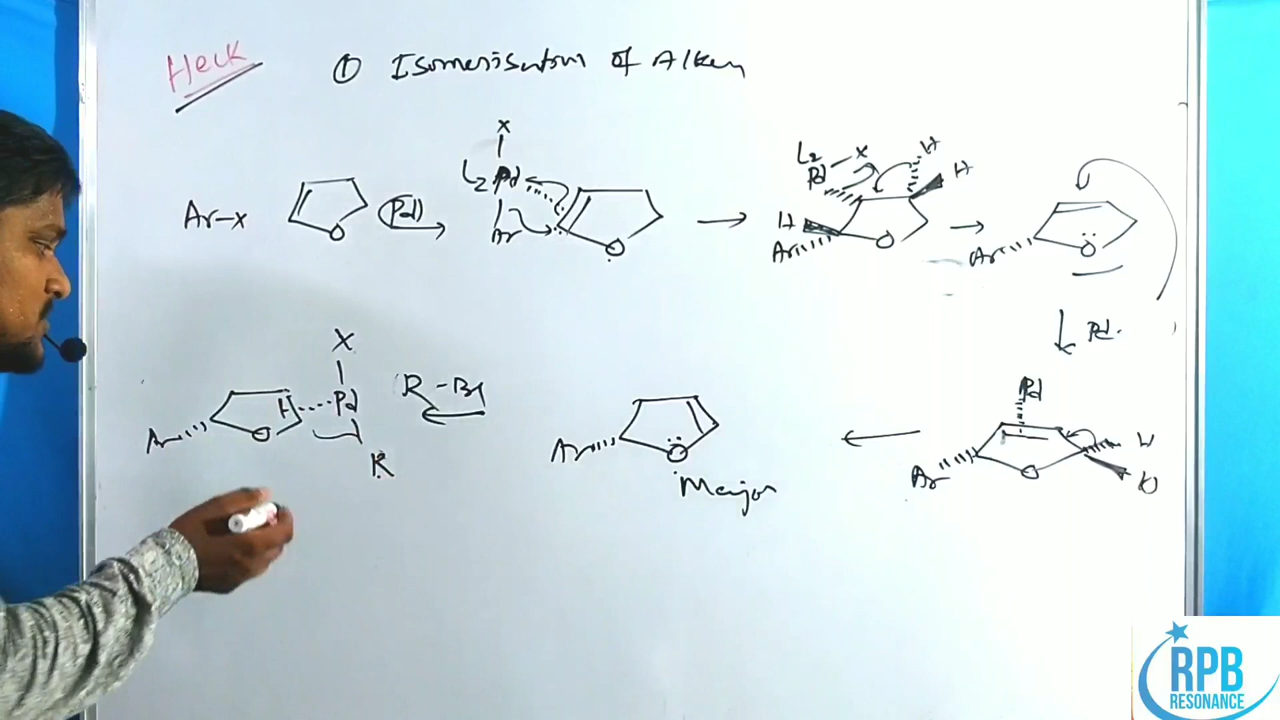 Heck
① Isomerisation of Alken
Ar-x
O
(Pd)
X
L2Pd
Ar
O
L2 Pd-X
H
H
H
Ar
O
Ar
O
Pd.
Pd
H
D
Ar
O
Ar
O
Major
R-Br
X
Pd
R
H
Ar
O
RPB
RESONANCE